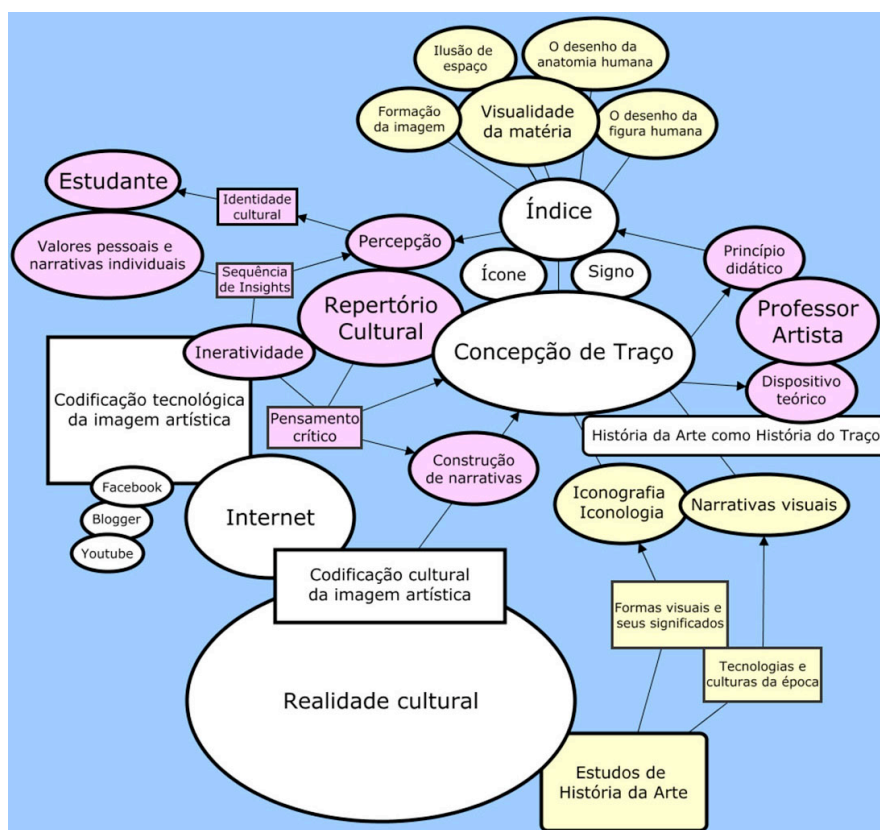 Ilusão de
espaço
O desenho da
anatomia humana
Formação
da imagem
Visualidade
da matéria
O desenho da
figura humana
Estudante
Identidade
cultural
Índice
Valores pessoais e
narrativas individuais
Percepção
Sequência
de Insights
Ícone
Signo
Princípio
didático
Repertório
Cultural
Professor
Artista
Ineratividade
Concepção de Traço
Codificação tecnológica
da imagem artística
Dispositivo
teórico
Pensamento
crítico
História da Arte como História do Traço
Construção
de narrativas
Facebook
Blogger
Youtube
Internet
Iconografia
Iconologia
Narrativas visuais
Codificação cultural
da imagem artística
Formas visuais e
seus significados
Tecnologias e
culturas da época
Realidade cultural
Estudos de
História da Arte